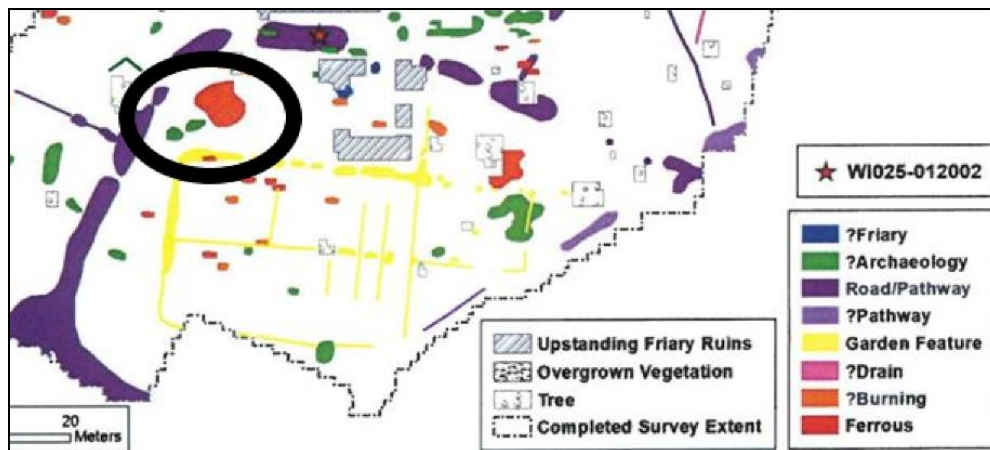 WI025-012002
?Friary
?Archaeology
Road/Pathway
?Pathway
Garden Feature
?Drain
?Burning
Ferrous
Upstanding Friary Ruins
Overgrown Vegetation
Tree
Completed Survey Extent
20
Meters